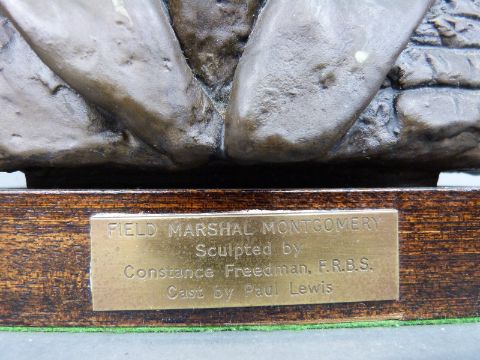 FIELD MARSHAL MONTGOMERY
Sculpted by
Constance Freedman, F.R.B.S.
Cast by Paul Lewis